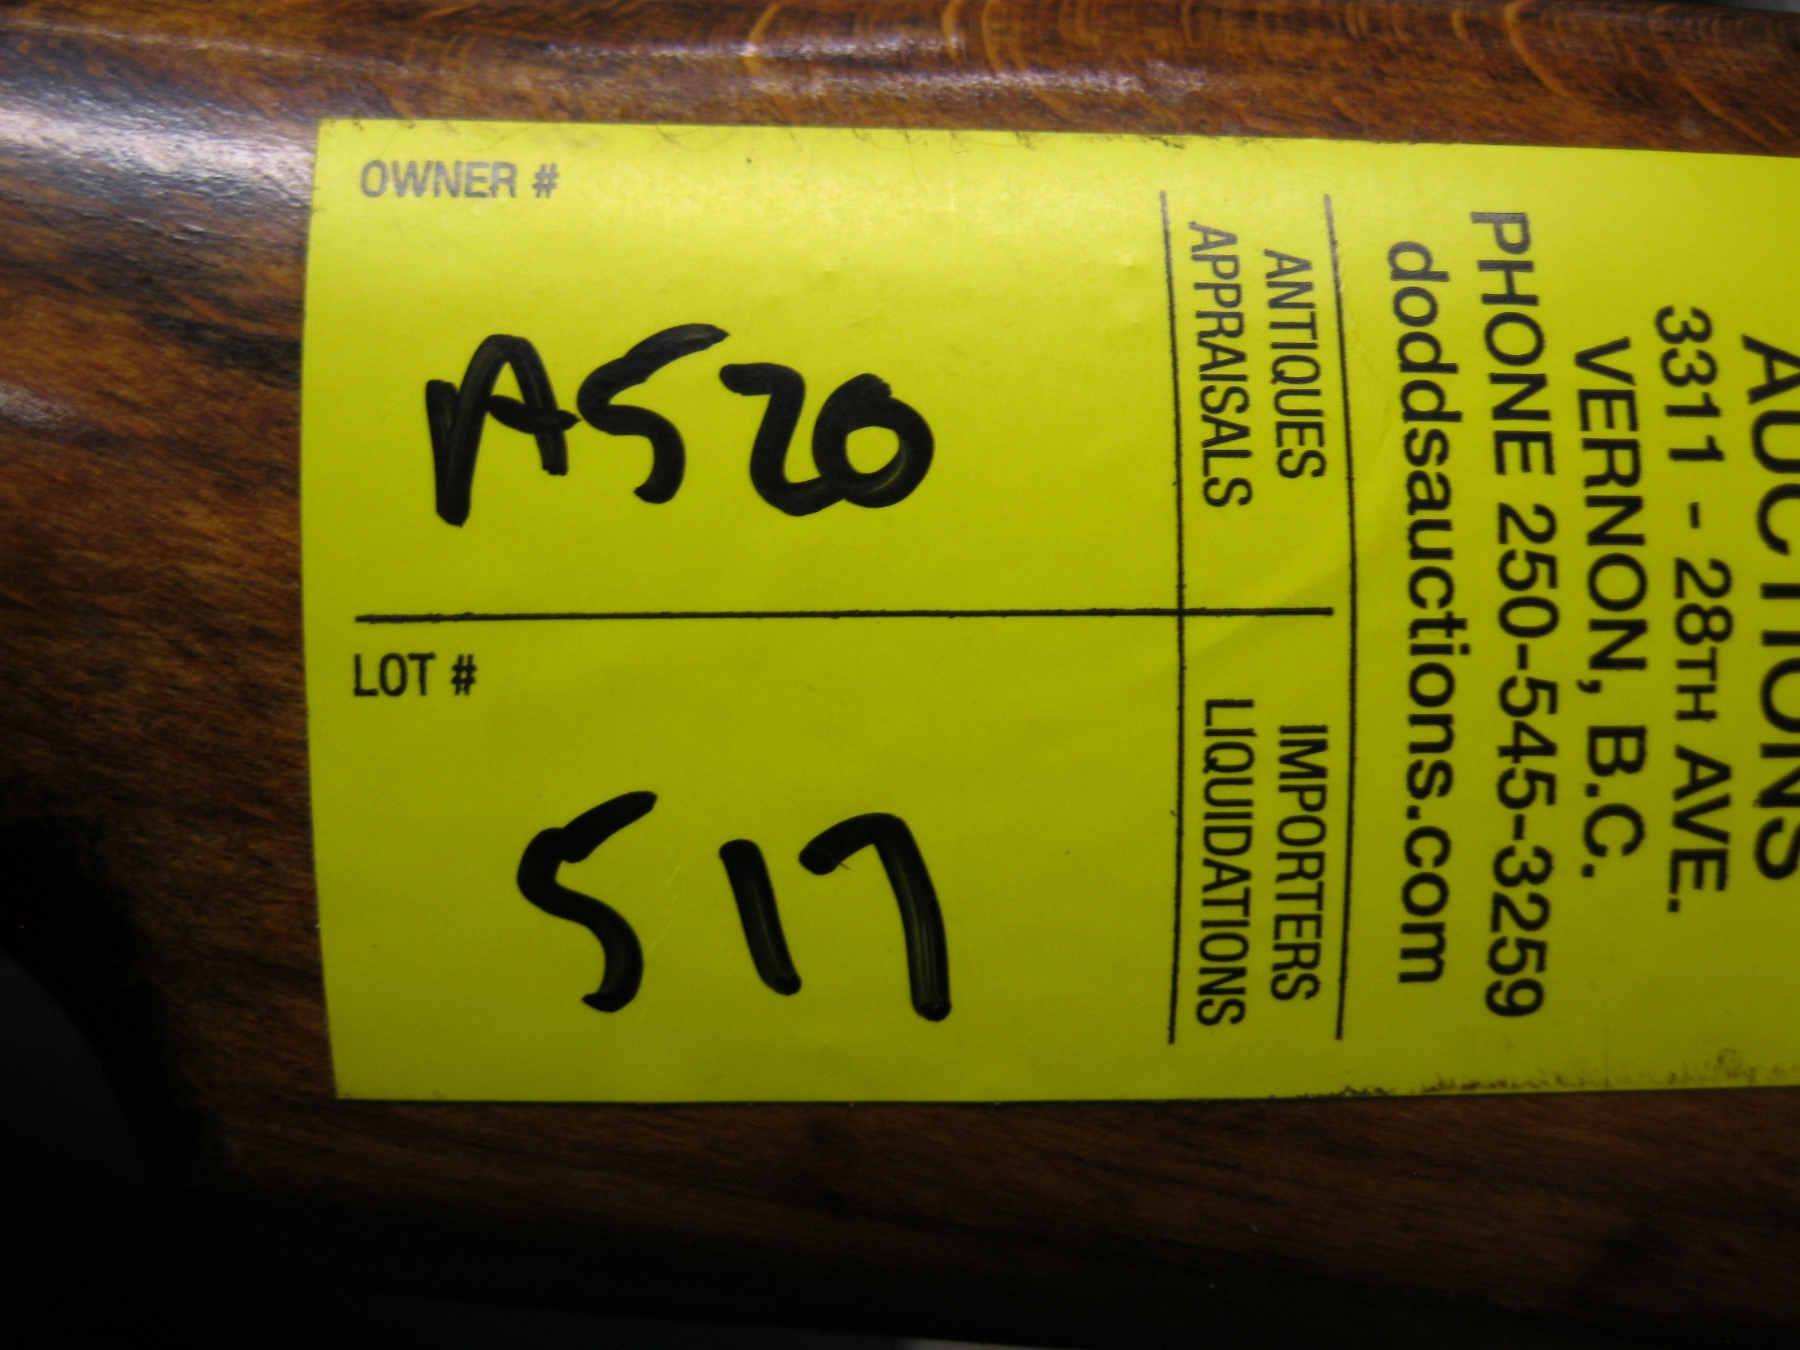 AUCTIONS
3311 - 28TH AVE.
VERNON, B.C.
PHONE 250-545-3259
doddsauctions.com
ANTIQUES
APPRAISALS
IMPORTERS
LIQUIDATIONS
OWNER #
A520
LOT #
517